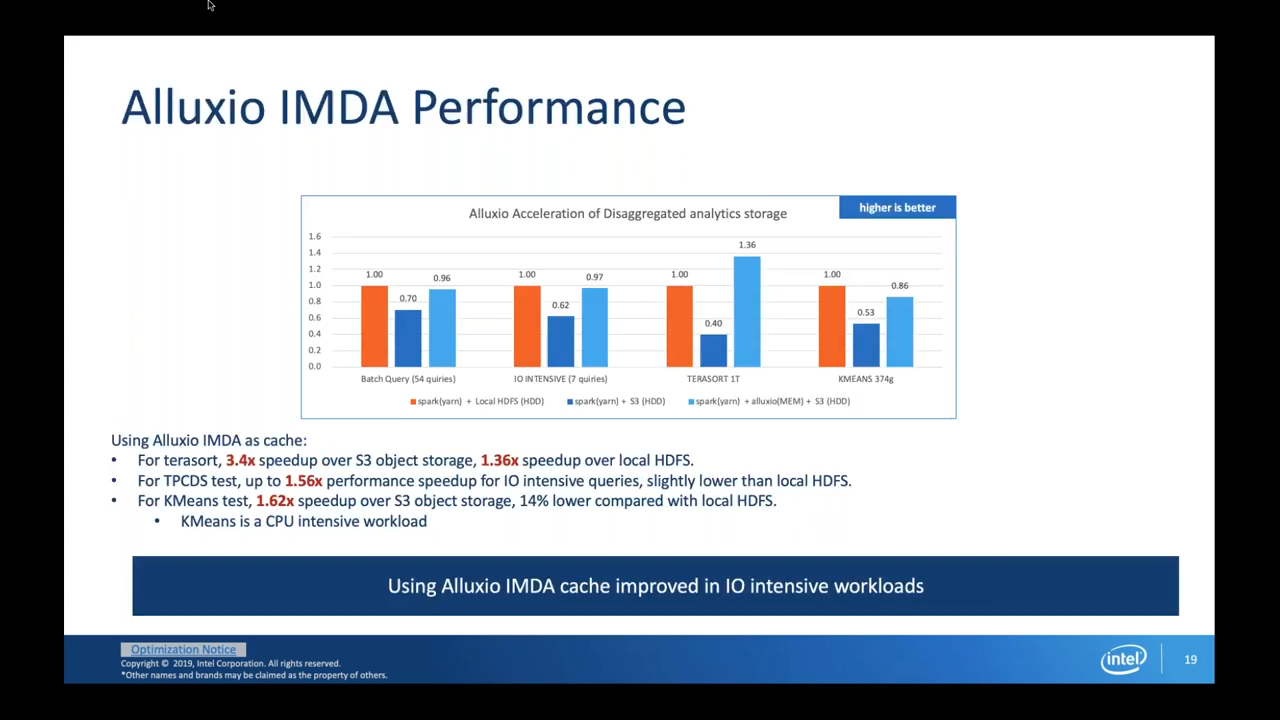 Alluxio IMDA Performance
Alluxio Acceleration of Disaggregated analytics storage
higher is better
1.6
1.4
1.2
1.0
0.8
0.6
0.4
0.2
0.0
1.00
0.70
0.96
1.00
0.62
0.97
1.00
0.40
1.36
1.00
0.53
0.86
Batch Query (54 quiries)
IO INTENSIVE (7 quiries)
TERASORT 1T
KMEANS 374g
spark(yarn) + Local HDFS (HDD)
spark(yarn) + S3 (HDD)
spark(yarn) + alluxio(MEM) + S3 (HDD)
Using Alluxio IMDA as cache:
• For terasort, 3.4x speedup over S3 object storage, 1.36x speedup over local HDFS.
• For TPCDS test, up to 1.56x performance speedup for IO intensive queries, slightly lower than local HDFS.
• For KMeans test, 1.62x speedup over S3 object storage, 14% lower compared with local HDFS.
• KMeans is a CPU intensive workload
Using Alluxio IMDA cache improved in IO intensive workloads
Optimization Notice
Copyright © 2019, Intel Corporation. All rights reserved.
*Other names and brands may be claimed as the property of others.
intel
19